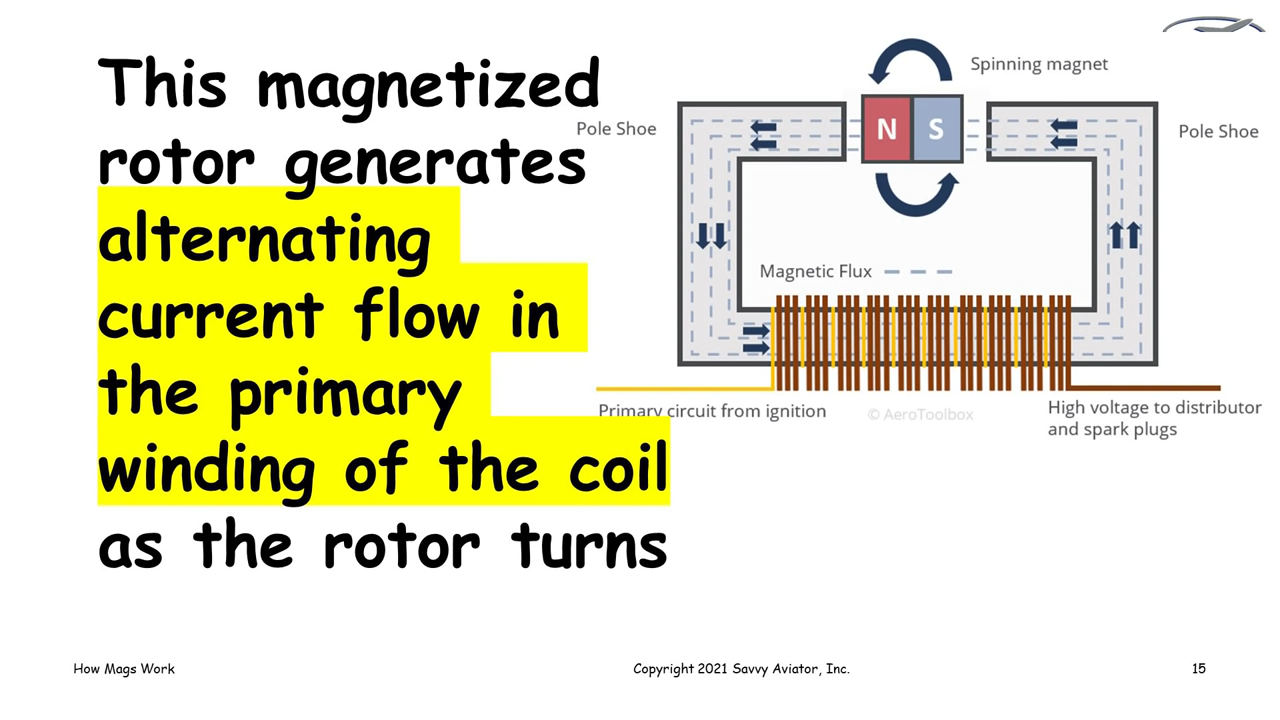 This magnetized
rotor generates
alternating
current flow in
the primary
winding of the coil
as the rotor turns
Spinning magnet
Pole Shoe
N S
Pole Shoe
Magnetic Flux
Primary circuit from ignition
© AeroToolbox
High voltage to distributor
and spark plugs
How Mags Work
Copyright 2021 Savvy Aviator, Inc.
15